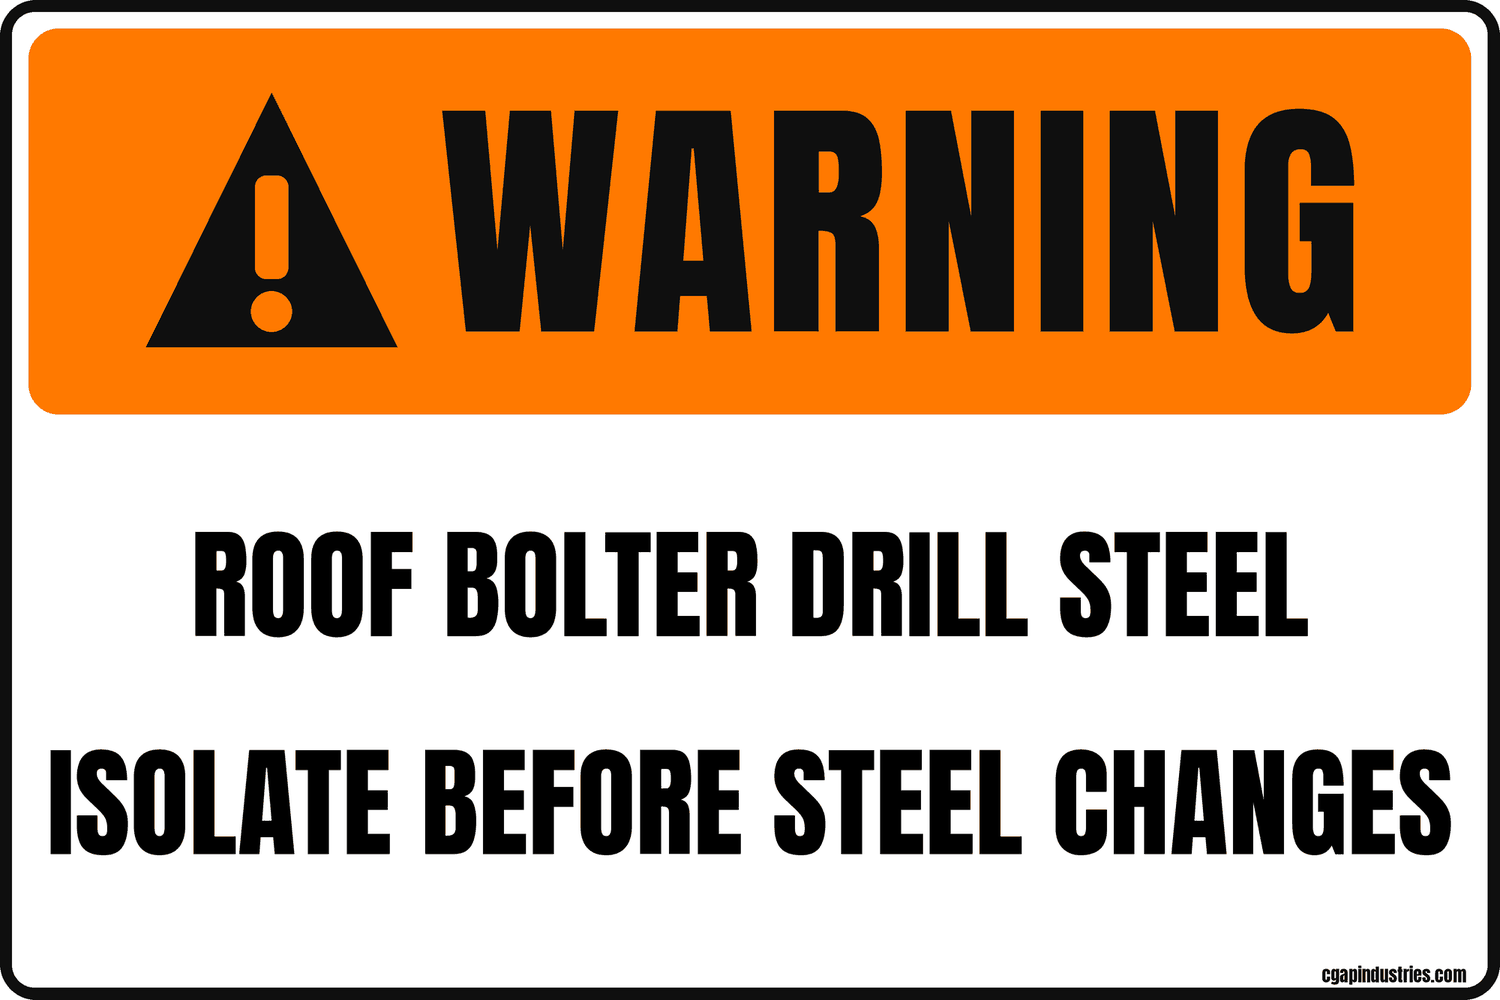 WARNING
ROOF BOLTER DRILL STEEL
ISOLATE BEFORE STEEL CHANGES
cgapindustries.com